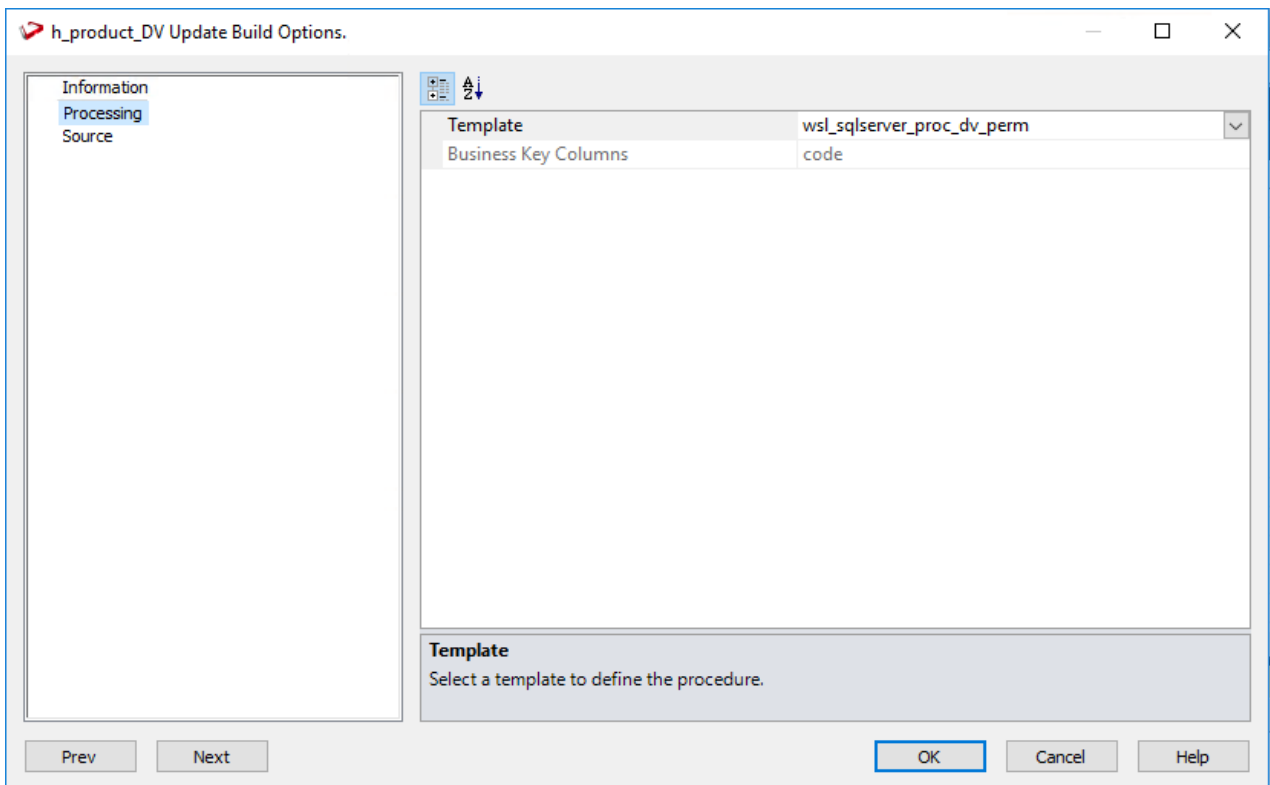 h_product_DV Update Build Options.
Information
Processing
Source
A
Z
Template wsl_sqlserver_proc_dv_perm
Business Key Columns code
Template
Select a template to define the procedure.
Prev Next OK Cancel Help